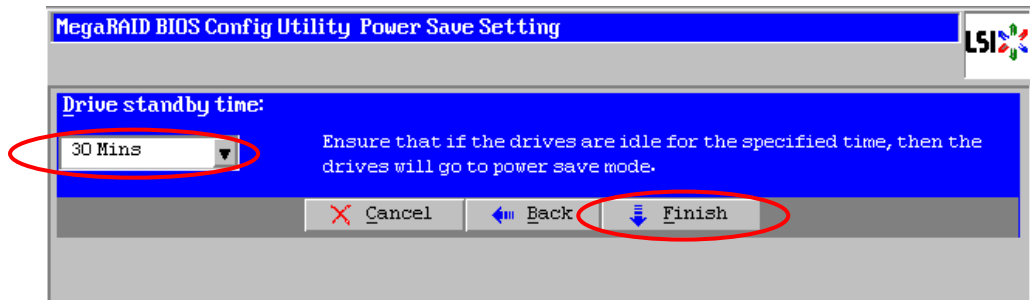 MegaRAID BIOS Config Utility Power Save Setting
LSI
Drive standby time:
30 Mins
Ensure that if the drives are idle for the specified time, then the
drives will go to power save mode.
Cancel
Back
Finish